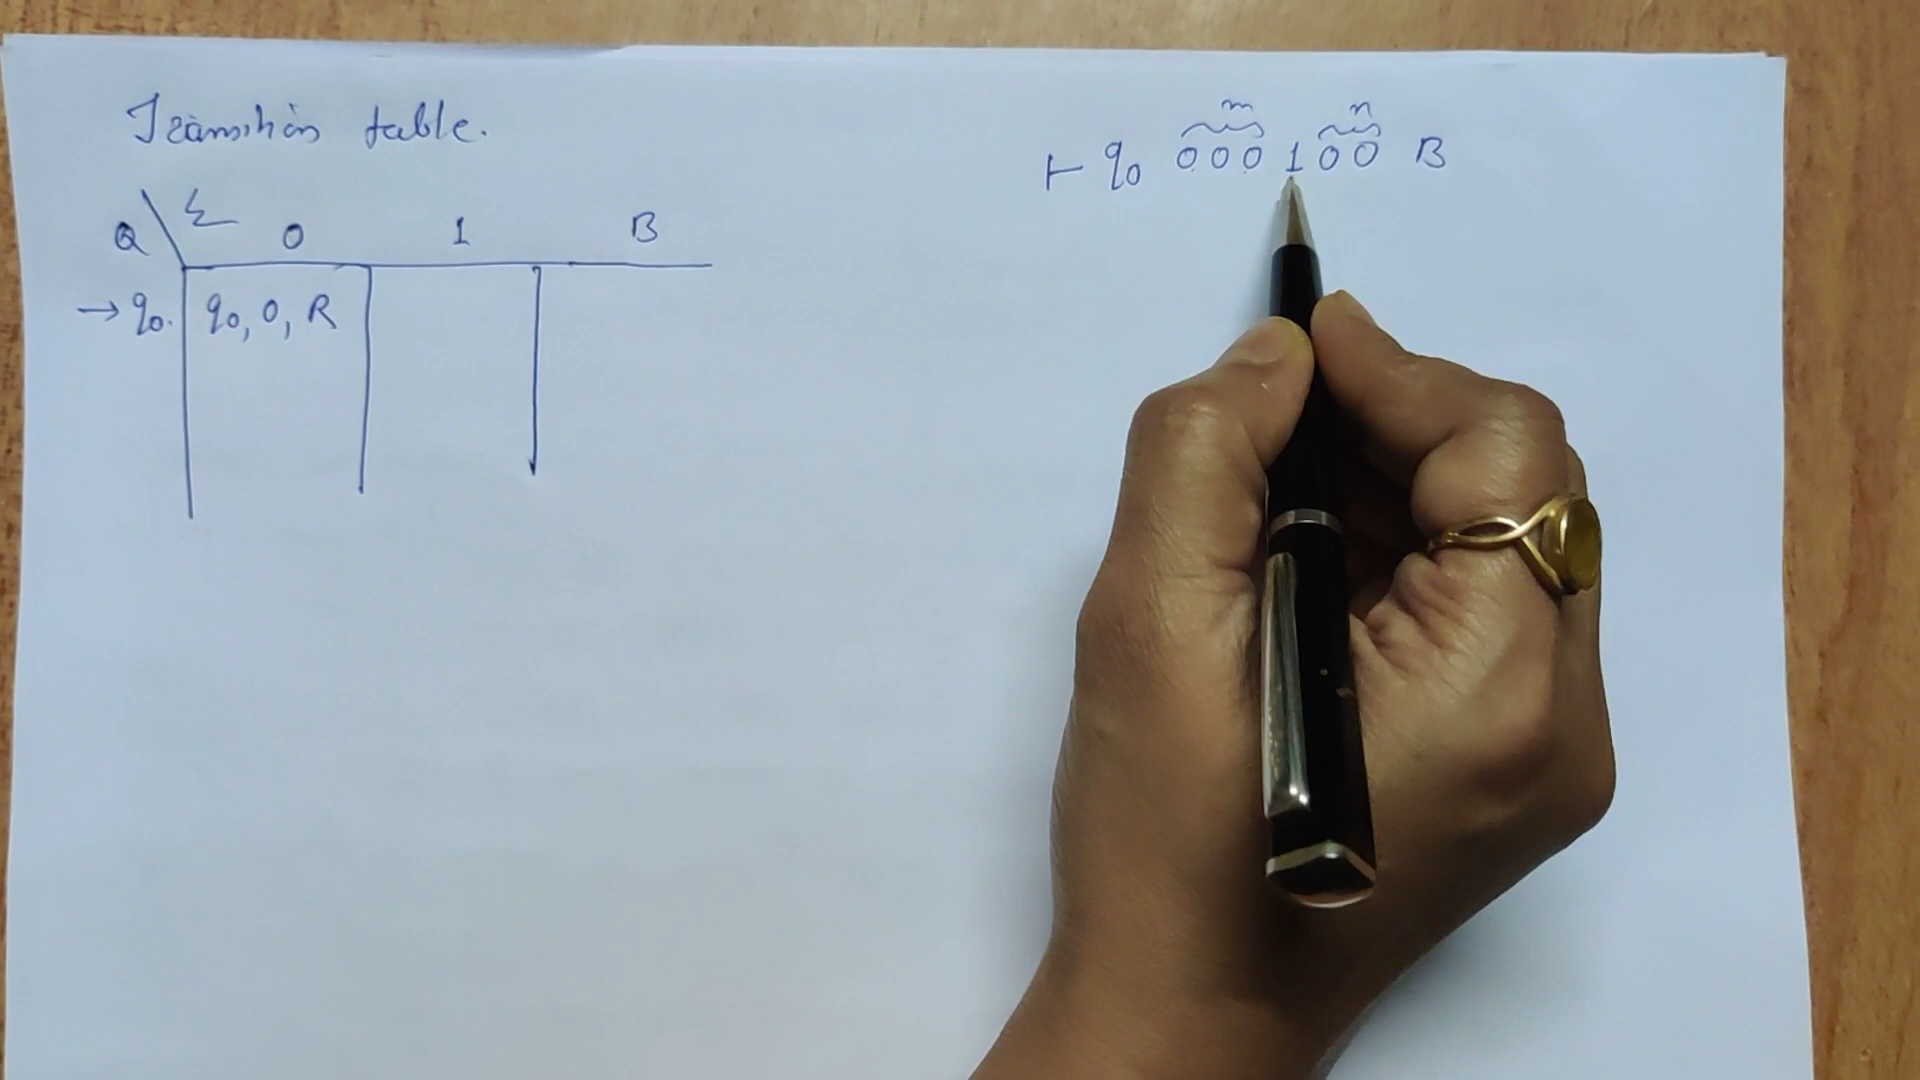 Transition table.
m n
⊢ q0 000 1 00 B
Q Σ 0 1 B
→ q0. q0, 0, R